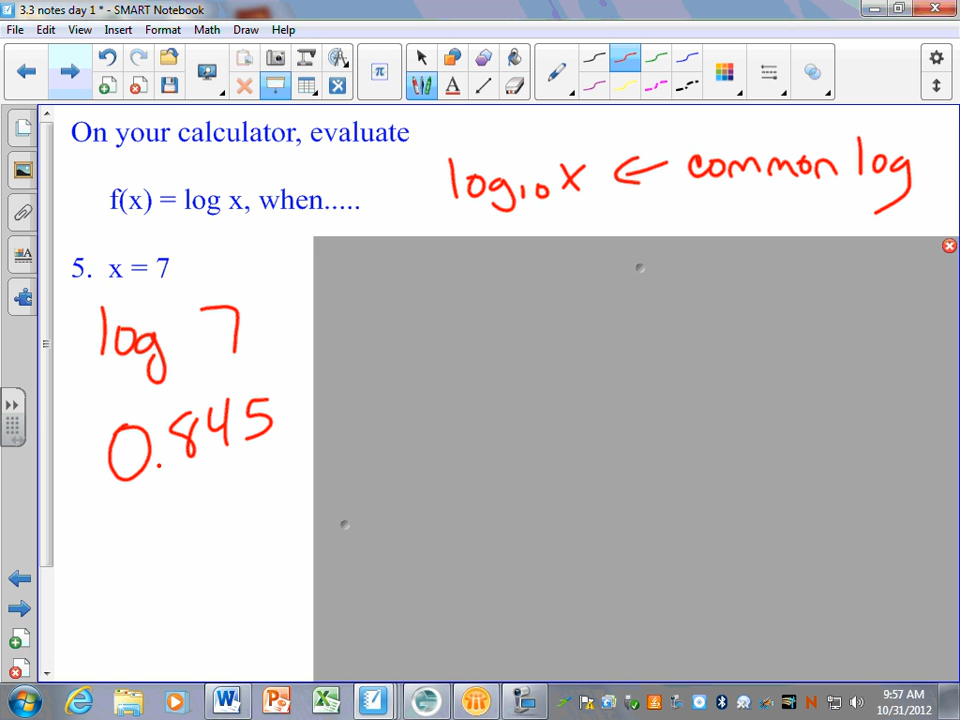 3.3 notes day 1 * - SMART Notebook
File Edit View Insert Format Math Draw Help
On your calculator, evaluate
log₁₀ x ← common log
f(x) = log x, when.....
5. x = 7
log 7
0.845
9:57 AM
10/31/2012